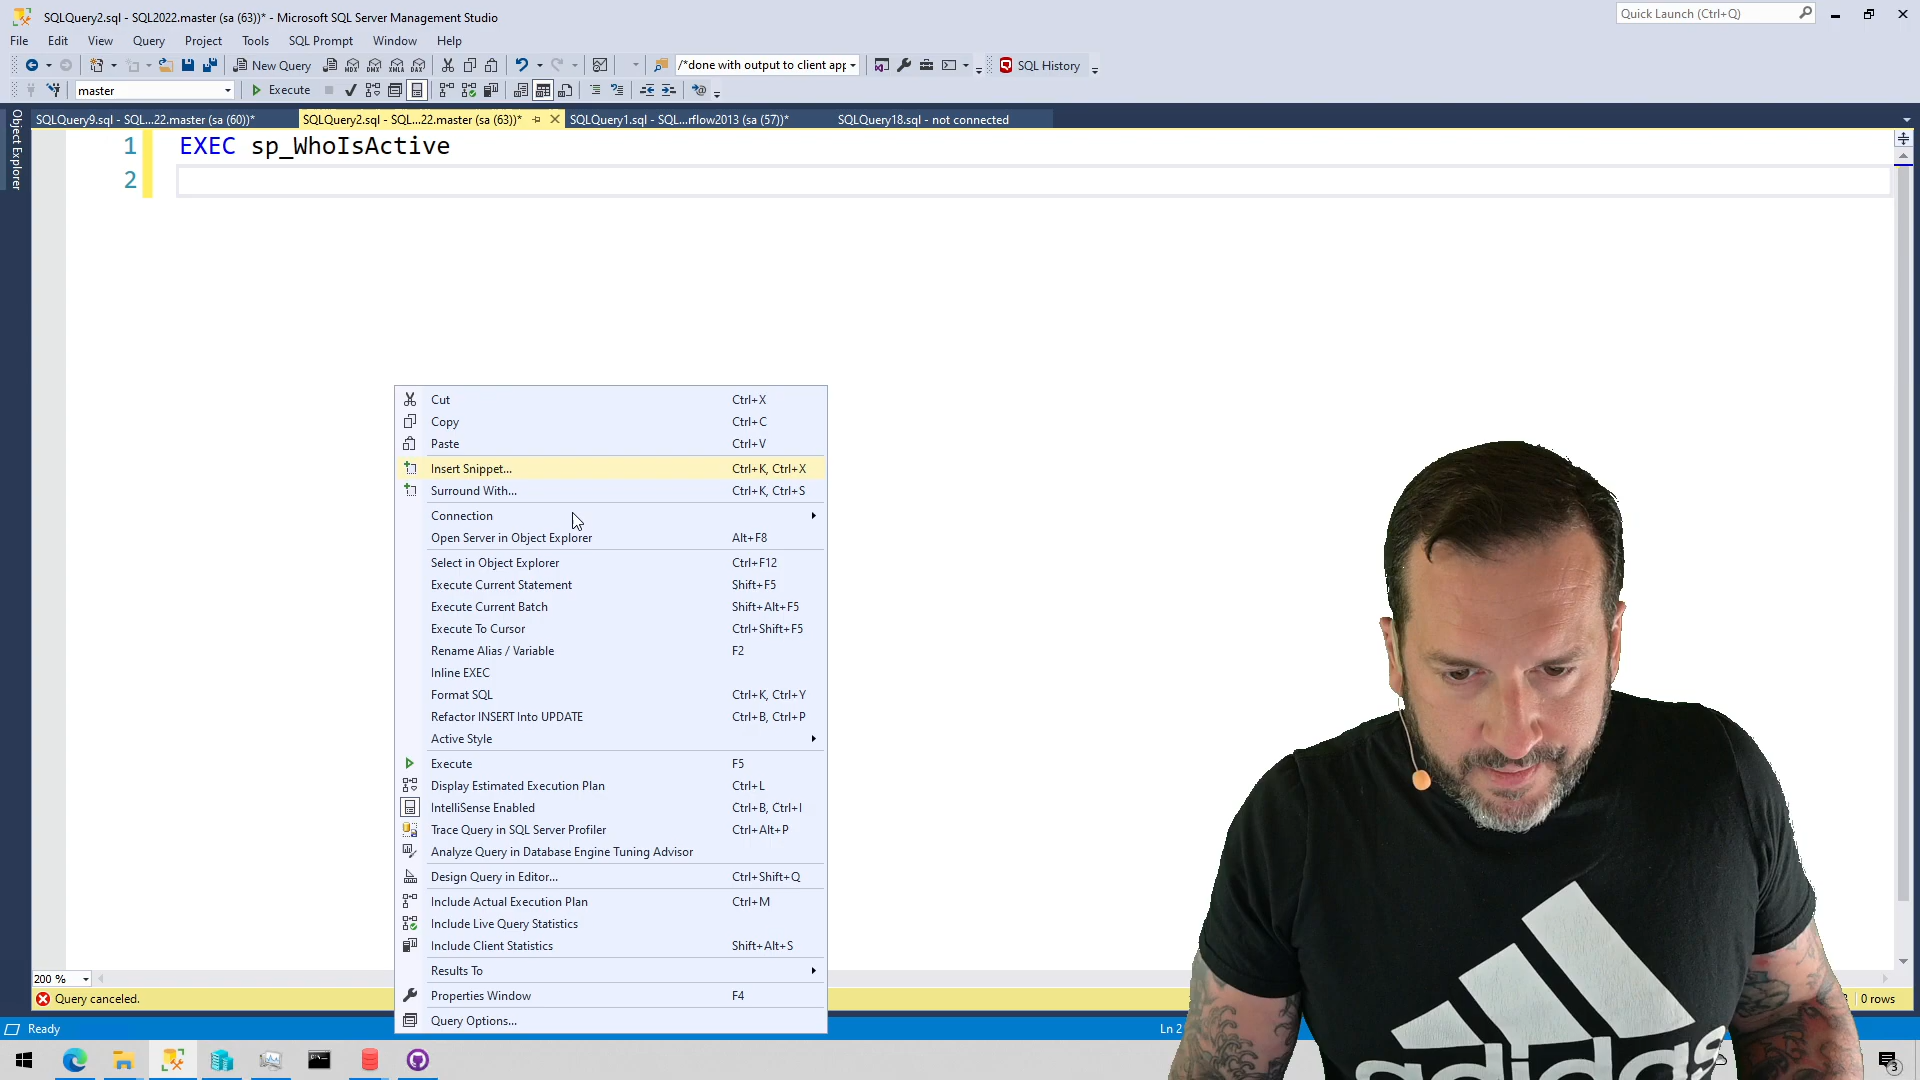 SQLQuery2.sql - SQL2022.master (sa (63))* - Microsoft SQL Server Management Studio
Quick Launch (Ctrl+Q)
File Edit View Query Project Tools SQL Prompt Window Help
New Query /*done with output to client app SQL History
master Execute
SQLQuery9.sql - SQL...22.master (sa (60))* SQLQuery2.sql - SQL...22.master (sa (63))* SQLQuery1.sql - SQL...rflow2013 (sa (57))* SQLQuery18.sql - not connected
Object Explorer
1 EXEC sp_WhoIsActive
2
Cut Ctrl+X
Copy Ctrl+C
Paste Ctrl+V
Insert Snippet... Ctrl+K, Ctrl+X
Surround With... Ctrl+K, Ctrl+S
Connection
Open Server in Object Explorer Alt+F8
Select in Object Explorer Ctrl+F12
Execute Current Statement Shift+F5
Execute Current Batch Shift+Alt+F5
Execute To Cursor Ctrl+Shift+F5
Rename Alias / Variable F2
Inline EXEC
Format SQL Ctrl+K, Ctrl+Y
Refactor INSERT Into UPDATE Ctrl+B, Ctrl+P
Active Style
Execute F5
Display Estimated Execution Plan Ctrl+L
IntelliSense Enabled Ctrl+B, Ctrl+I
Trace Query in SQL Server Profiler Ctrl+Alt+P
Analyze Query in Database Engine Tuning Advisor
Design Query in Editor... Ctrl+Shift+Q
Include Actual Execution Plan Ctrl+M
Include Live Query Statistics
Include Client Statistics Shift+Alt+S
Results To
Properties Window F4
Query Options...
200 %
Query canceled. 0 rows
Ready Ln 2
adidas
3